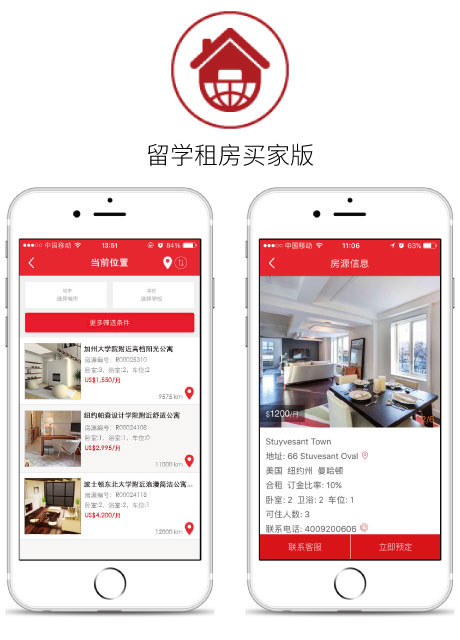 留学租房买家版
中国移动 13:51 84%
当前位置
城市 学校
选择城市 选择学校
更多筛选条件
加州大学院附近高档阳光公寓
房源编号: R00025310
卧室:3, 浴室:2, 车位:2
US$1,550/月
9575 km
纽约帕森设计学院附近舒适公寓
房源编号: R00024108
卧室:1, 浴室:1, 车位:0
US$2,995/月
11000 km
波士顿东北大学附近浪漫简洁公寓...
房源编号: R00024118
卧室:2, 浴室:2, 车位:1
US$4,200/月
12500 km
中国移动 11:06 63%
房源信息
$1200/月
2/6
Stuyvesant Town
地址: 66 Stuvesant Oval
美国 纽约州 曼哈顿
合租 订金比率: 10%
卧室: 2 卫浴: 2 车位: 1
可住人数: 3
联系电话: 4009200606
联系客服 立即预定